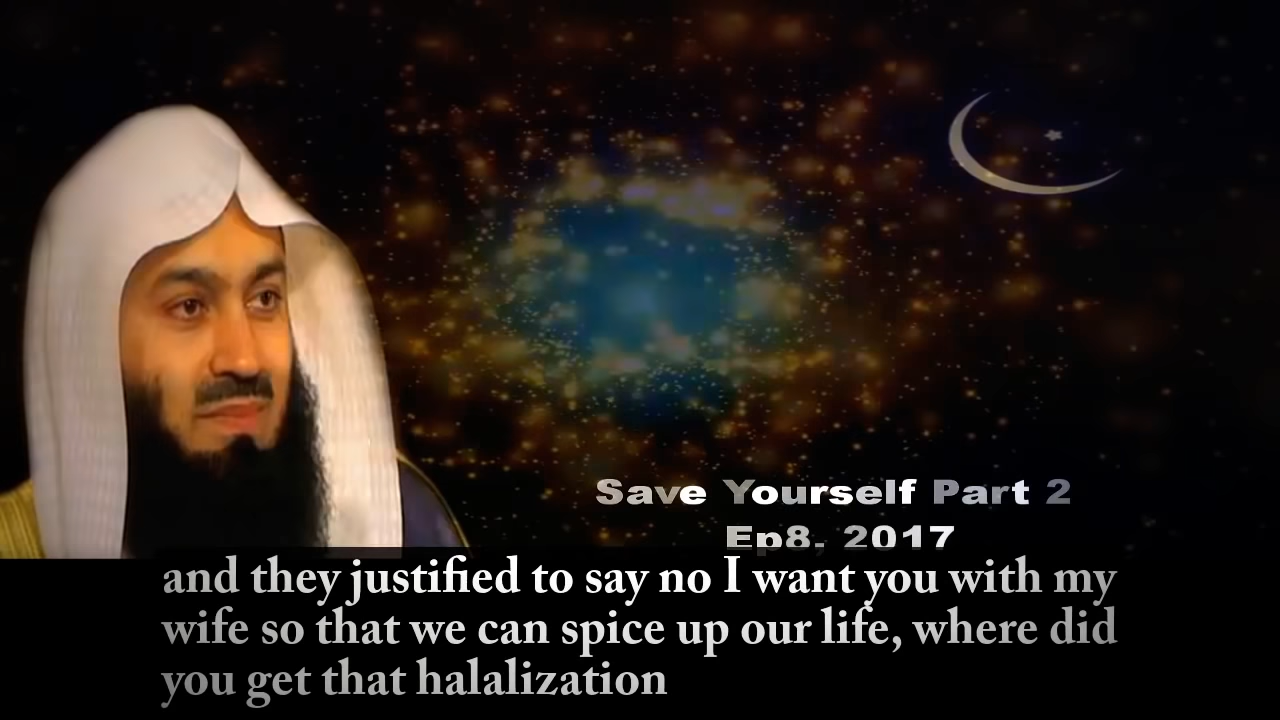 Save Yourself Part 2
Ep8, 2017
and they justified to say no I want you with my
wife so that we can spice up our life, where did
you get that halalization